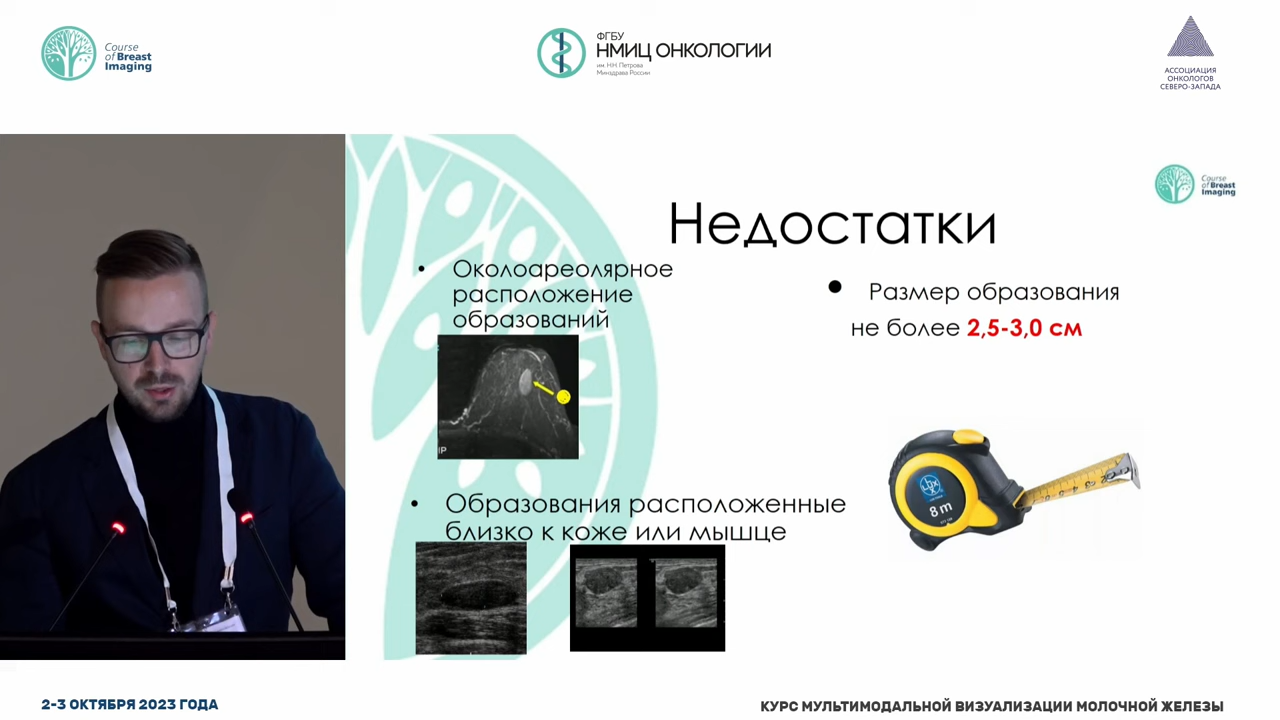 Course
of Breast
Imaging
ФГБУ
НМИЦ ОНКОЛОГИИ
им. Н.Н. Петрова
Минздрава России
АССОЦИАЦИЯ
ОНКОЛОГОВ
СЕВЕРО-ЗАПАДА
Course
of Breast
Imaging
Недостатки
• Околоареолярное
расположение
образований
• Размер образования
не более 2,5-3,0 см
IP
8 m
• Образования расположенные
близко к коже или мышце
2-3 ОКТЯБРЯ 2023 ГОДА
КУРС МУЛЬТИМОДАЛЬНОЙ ВИЗУАЛИЗАЦИИ МОЛОЧНОЙ ЖЕЛЕЗЫ